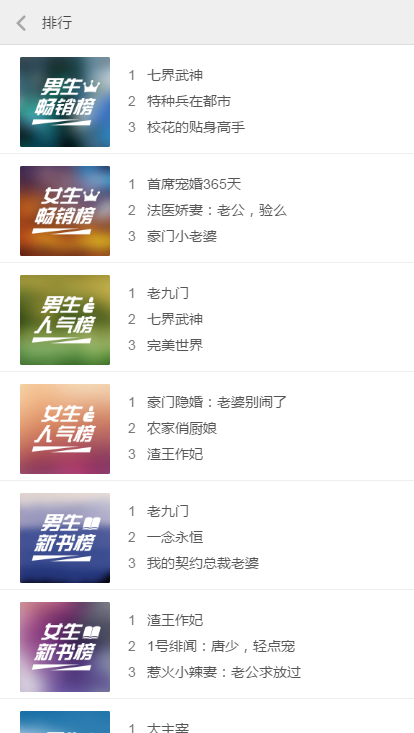 排行
男生
畅销榜
1 七界武神
2 特种兵在都市
3 校花的贴身高手
女生
畅销榜
1 首席宠婚365天
2 法医娇妻：老公，验么
3 豪门小老婆
男生
人气榜
1 老九门
2 七界武神
3 完美世界
女生
人气榜
1 豪门隐婚：老婆别闹了
2 农家俏厨娘
3 渣王作妃
男生
新书榜
1 老九门
2 一念永恒
3 我的契约总裁老婆
女生
新书榜
1 渣王作妃
2 1号绯闻：唐少，轻点宠
3 惹火小辣妻：老公求放过
1 大主宰